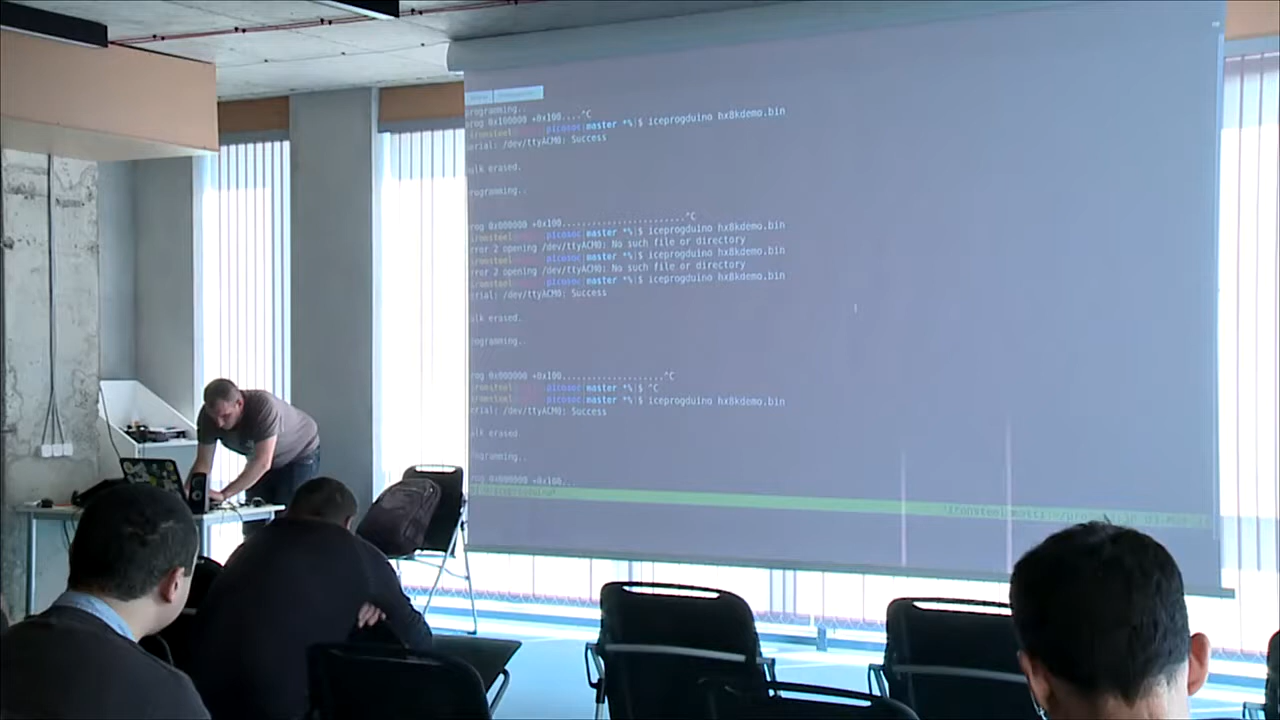 programming..
rog 0x100000 +0x100....^C
picosoc|master *%|$ iceprogduino hx8kdemo.bin
erial: /dev/ttyACM0: Success
ulk erased.
rogramming..
rog 0x000000 +0x100........................^C
ironsteel picosoc|master *%|$ iceprogduino hx8kdemo.bin
rror 2 opening /dev/ttyACM0: No such file or directory
picosoc|master *%|$ iceprogduino hx8kdemo.bin
rror 2 opening /dev/ttyACM0: No such file or directory
picosoc|master *%|$ iceprogduino hx8kdemo.bin
erial: /dev/ttyACM0: Success
ulk erased.
rogramming..
rog 0x000000 +0x100....................^C
ironsteel picosoc|master *%|$ ^C
ironsteel picosoc|master *%|$ iceprogduino hx8kdemo.bin
erial: /dev/ttyACM0: Success
ulk erased
rogramming..
rog 0x000000 +0x100..